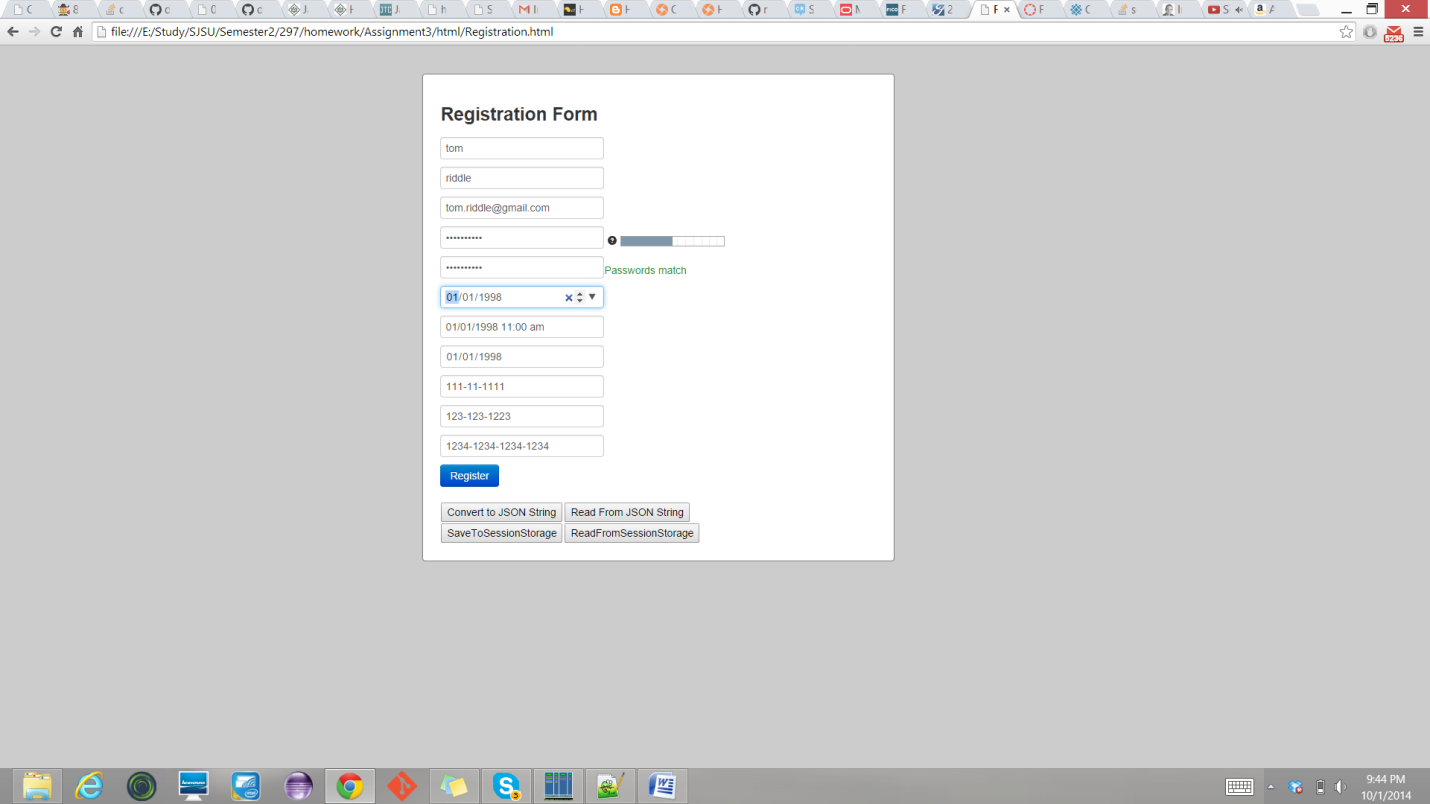 file:///E:/Study/SJSU/Semester2/297/homework/Assignment3/html/Registration.html
6236
Registration Form
tom
riddle
tom.riddle@gmail.com
••••••••••
••••••••••
Passwords match
01/01/1998
01/01/1998 11:00 am
01/01/1998
111-11-1111
123-123-1223
1234-1234-1234-1234
Register
Convert to JSON String Read From JSON String
SaveToSessionStorage ReadFromSessionStorage
9:44 PM
10/1/2014